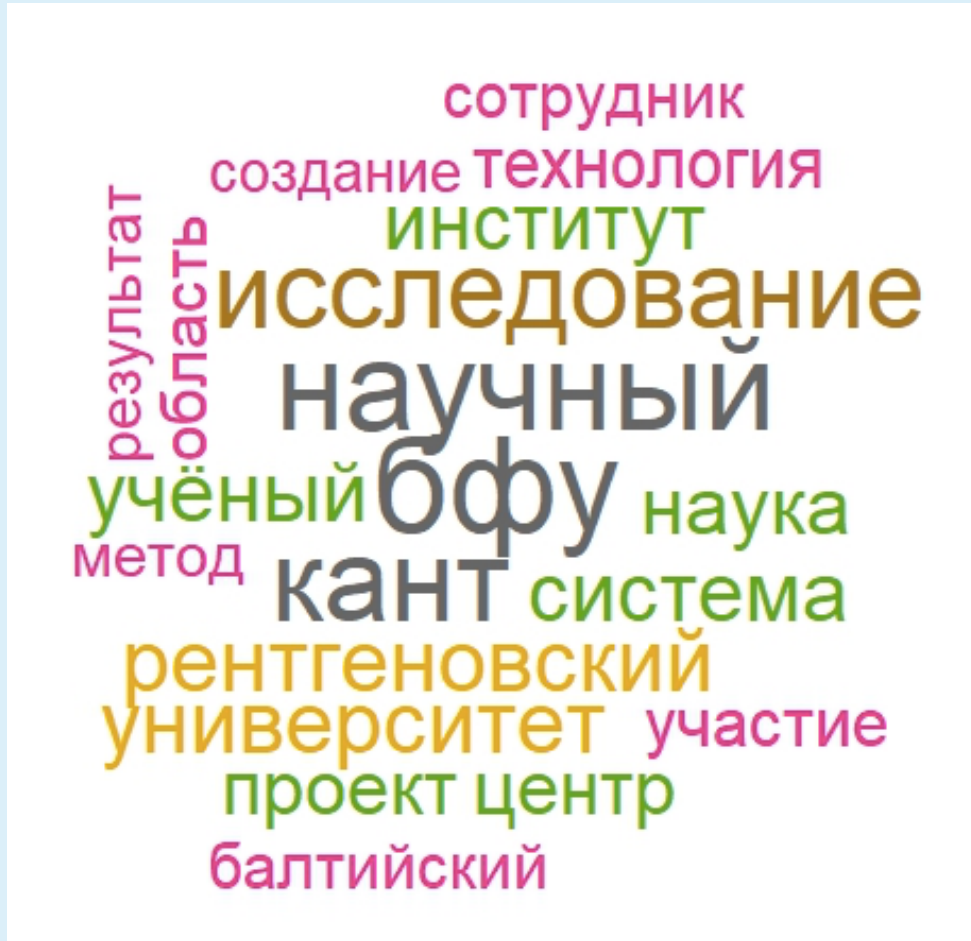 сотрудник
создание технология
институт
результат
область
исследование
научный
учёный бфу наука
метод
кант система
рентгеновский
университет участие
проект центр
балтийский